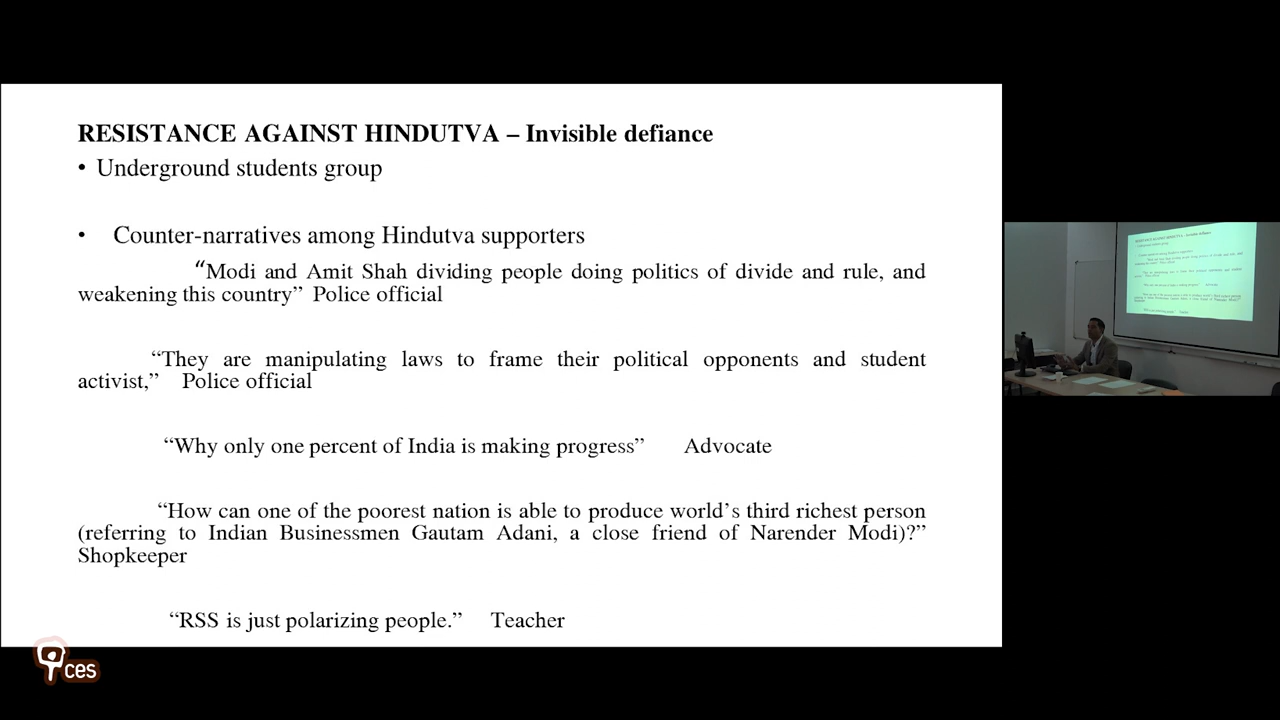 RESISTANCE AGAINST HINDUTVA – Invisible defiance
• Underground students group
• Counter-narratives among Hindutva supporters
“Modi and Amit Shah dividing people doing politics of divide and rule, and
weakening this country” Police official
“They are manipulating laws to frame their political opponents and student
activist,” Police official
“Why only one percent of India is making progress” Advocate
“How can one of the poorest nation is able to produce world’s third richest person
(referring to Indian Businessmen Gautam Adani, a close friend of Narender Modi)?”
Shopkeeper
“RSS is just polarizing people.” Teacher
ces